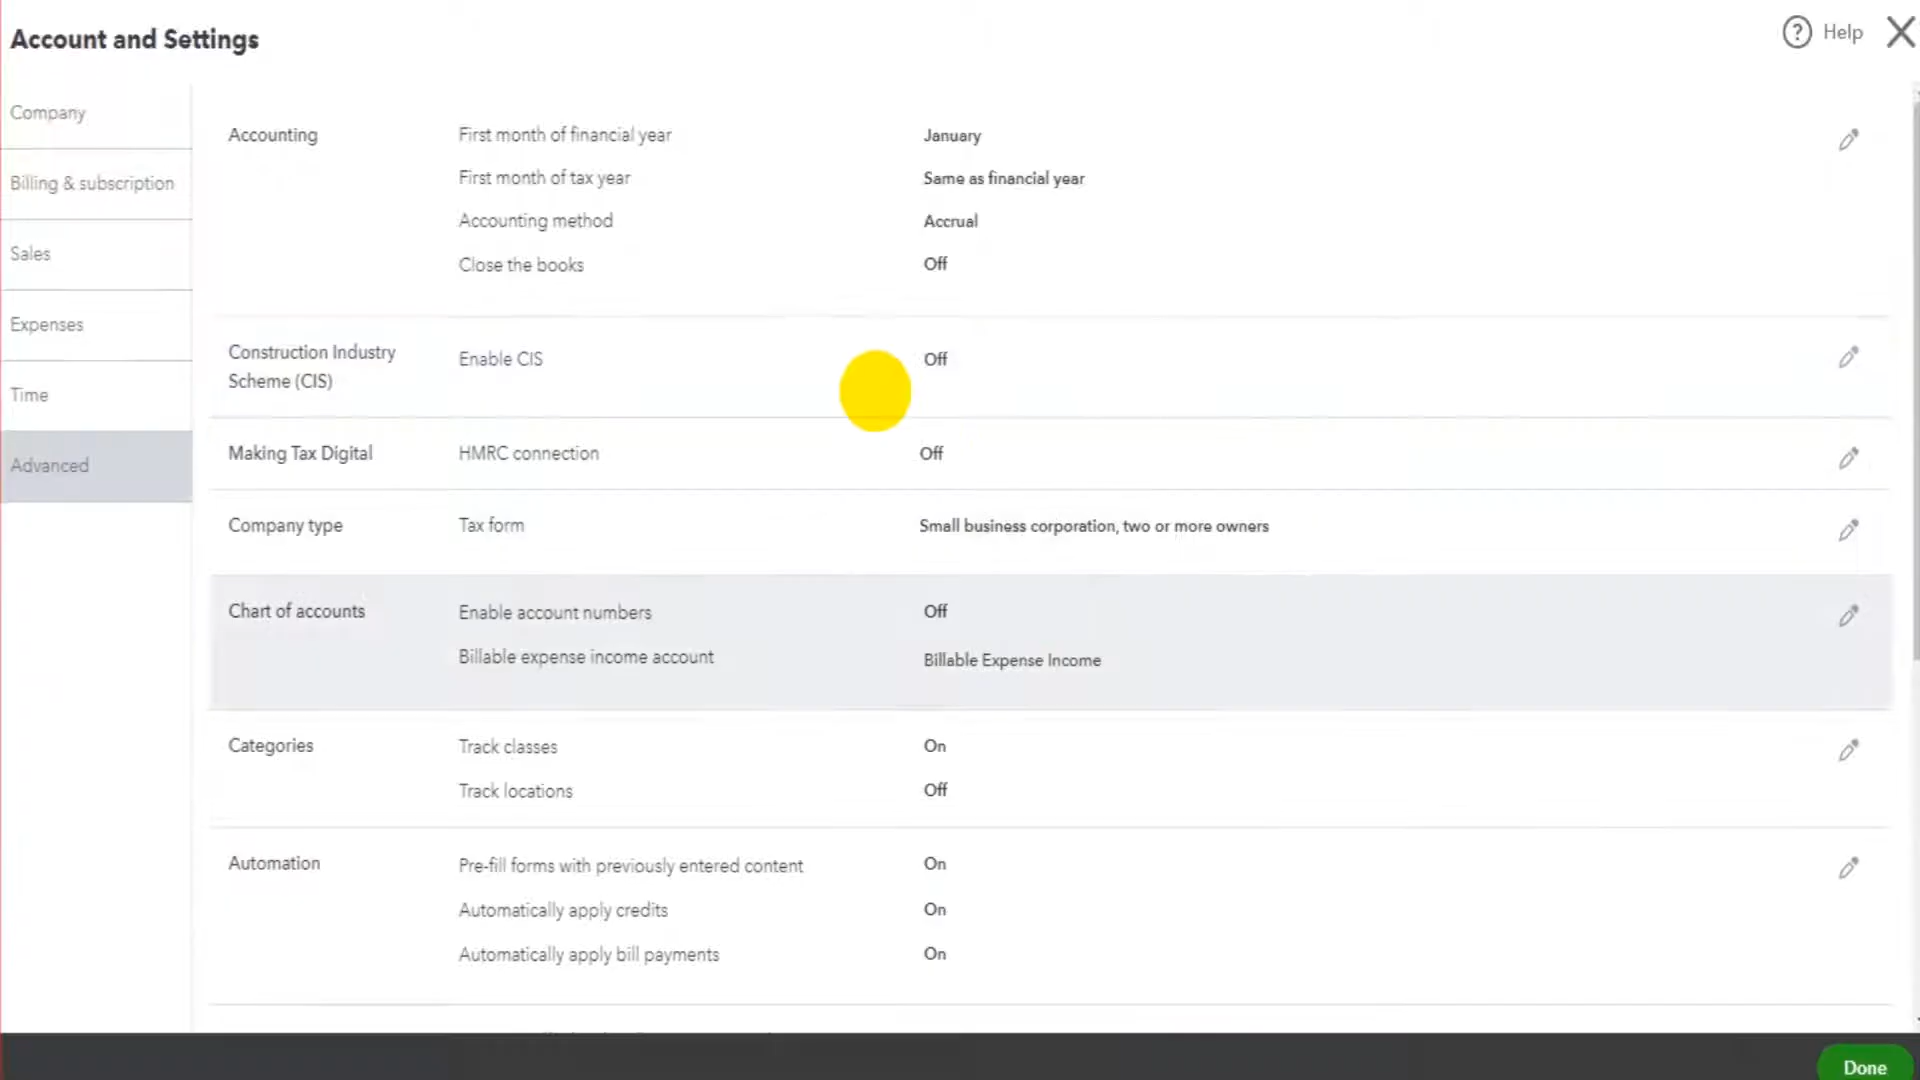 Account and Settings
? Help
Company
Billing & subscription
Sales
Expenses
Time
Advanced
Accounting
First month of financial year January
First month of tax year Same as financial year
Accounting method Accrual
Close the books Off
Construction Industry
Scheme (CIS)
Enable CIS Off
Making Tax Digital HMRC connection Off
Company type Tax form Small business corporation, two or more owners
Chart of accounts Enable account numbers Off
Billable expense income account Billable Expense Income
Categories Track classes On
Track locations Off
Automation Pre-fill forms with previously entered content On
Automatically apply credits On
Automatically apply bill payments On
Done